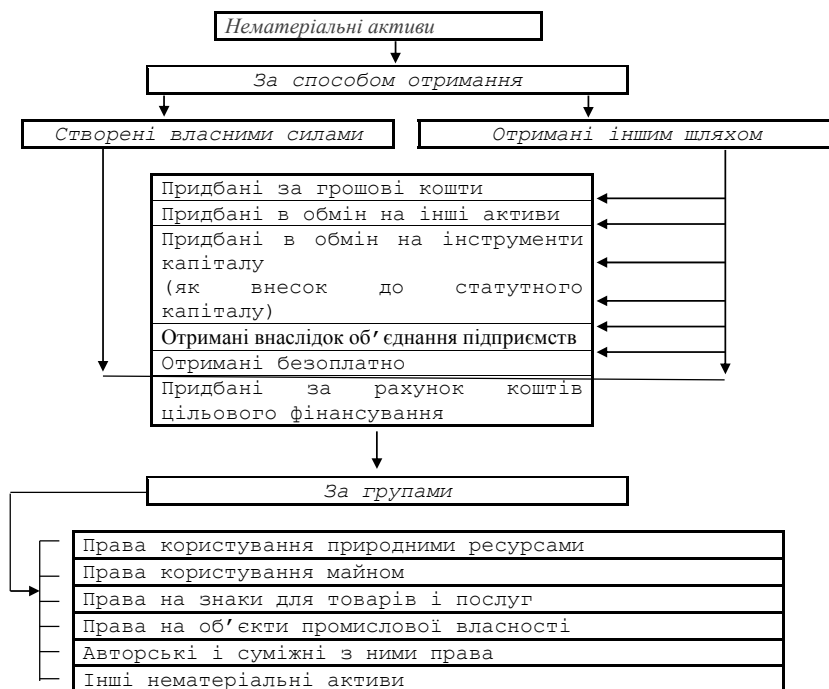 Нематеріальні активи
За способом отримання
Створені власними силами
Отримані іншим шляхом
Придбані за грошові кошти
Придбані в обмін на інші активи
Придбані в обмін на інструменти
капіталу
(як внесок до статутного
капіталу)
Отримані внаслідок об’єднання підприємств
Отримані безоплатно
Придбані за рахунок коштів
цільового фінансування
За групами
Права користування природними ресурсами
Права користування майном
Права на знаки для товарів і послуг
Права на об’єкти промислової власності
Авторські і суміжні з ними права
Інші нематеріальні активи